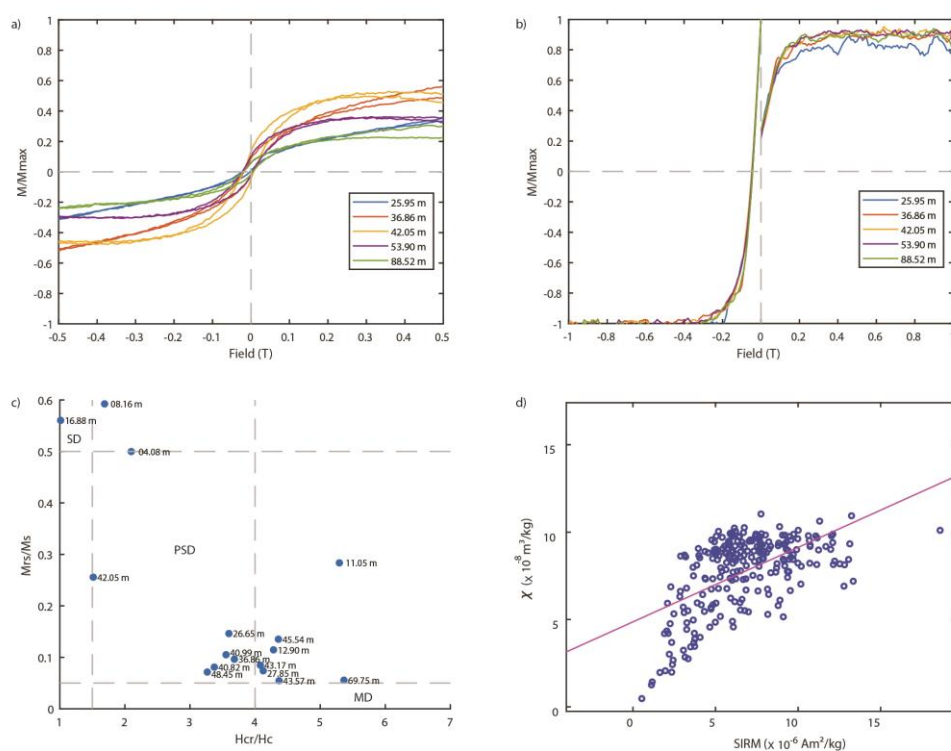 a)
1
0.8
0.6
0.4
0.2
0
-0.2
-0.4
-0.6
-0.8
-1
M/Mmax
-0.5 -0.4 -0.3 -0.2 -0.1 0 0.1 0.2 0.3 0.4 0.5
Field (T)
25.95 m
36.86 m
42.05 m
53.90 m
88.52 m
b)
1
0.8
0.6
0.4
0.2
0
-0.2
-0.4
-0.6
-0.8
-1
M/Mmax
-1 -0.8 -0.6 -0.4 -0.2 0 0.2 0.4 0.6 0.8
Field (T)
25.95 m
36.86 m
42.05 m
53.90 m
88.52 m
c)
0.6
0.5
0.4
0.3
0.2
0.1
0
Mrs/Ms
08.16 m
16.88 m
SD
04.08 m
PSD
11.05 m
42.05 m
26.65 m
45.54 m
40.99 m
12.90 m
36.86 m
40.82 m
43.17 m
48.45 m
27.85 m
43.57 m
69.75 m
MD
1 2 3 4 5 6 7
Hcr/Hc
d)
15
10
5
0
χ (x 10⁻⁸ m³/kg)
0 5 10 15
SIRM (x 10⁻⁶ Am²/kg)